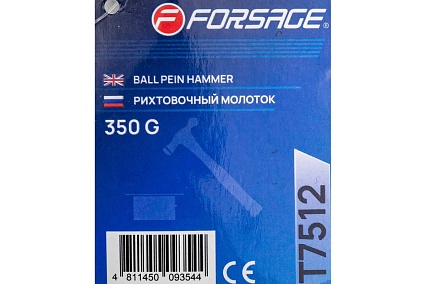 FORSAGE®
BALL PEIN HAMMER
РИХТОВОЧНЫЙ МОЛОТОК
350 G
T7512
4 811450 093544
CE